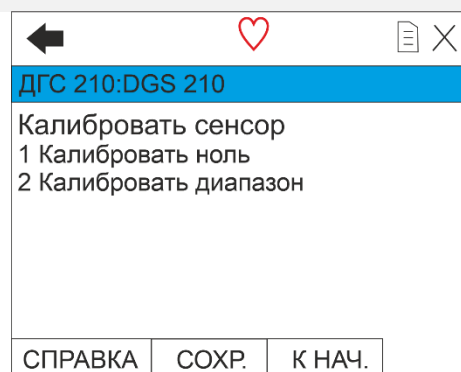 ДГС 210:DGS 210
Калибровать сенсор
1 Калибровать ноль
2 Калибровать диапазон
СПРАВКА СОХР. К НАЧ.